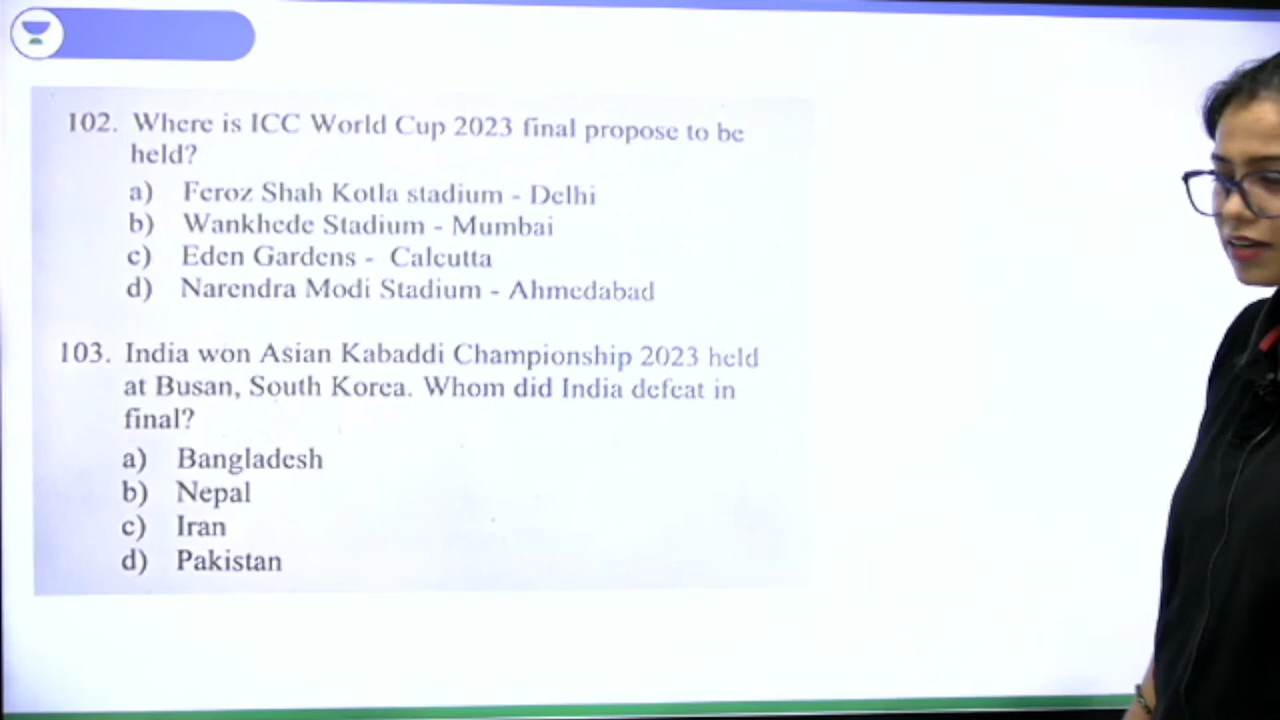 102. Where is ICC World Cup 2023 final propose to be
held?
a) Feroz Shah Kotla stadium - Delhi
b) Wankhede Stadium - Mumbai
c) Eden Gardens - Calcutta
d) Narendra Modi Stadium - Ahmedabad
103. India won Asian Kabaddi Championship 2023 held
at Busan, South Korea. Whom did India defeat in
final?
a) Bangladesh
b) Nepal
c) Iran
d) Pakistan